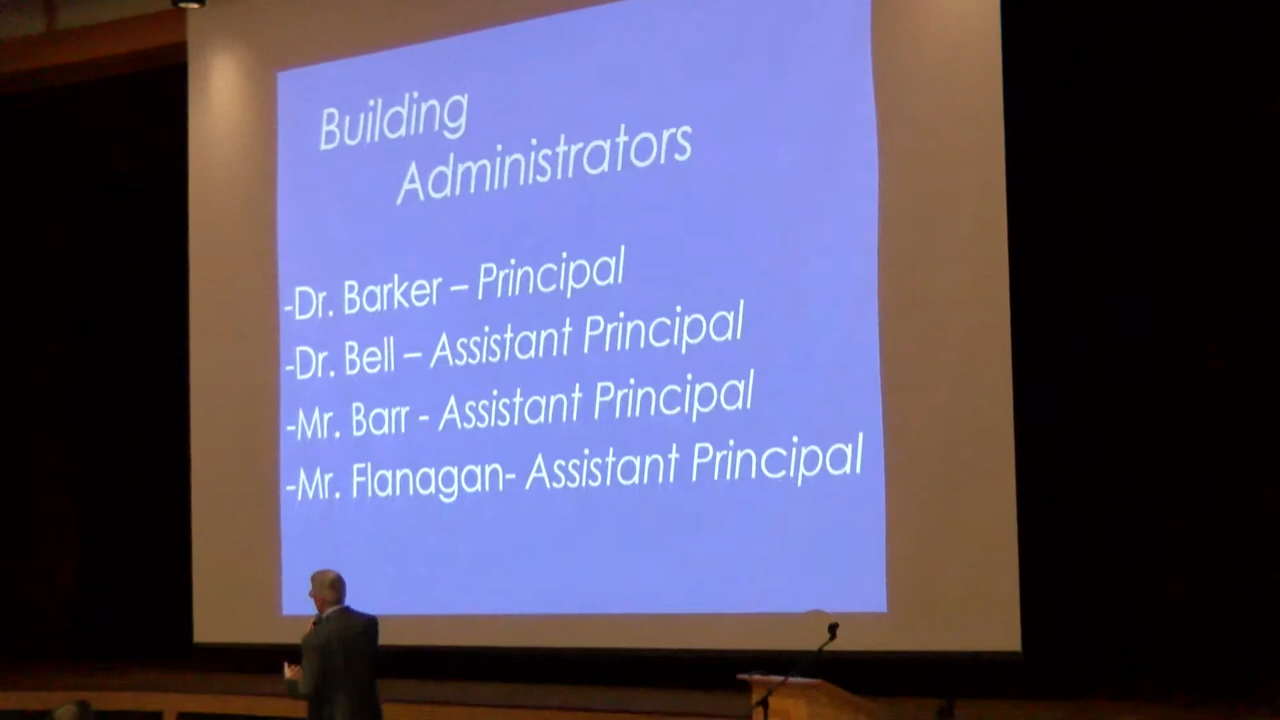 Building
Administrators
-Dr. Barker – Principal
-Dr. Bell – Assistant Principal
-Mr. Barr - Assistant Principal
-Mr. Flanagan- Assistant Principal